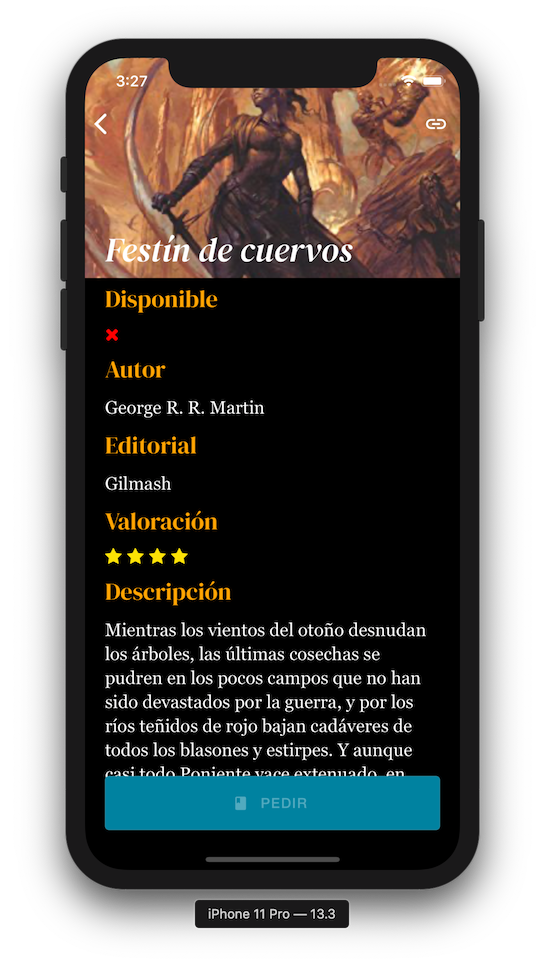 3:27
Festín de cuervos
Disponible
Autor
George R. R. Martin
Editorial
Gilmash
Valoración
Descripción
Mientras los vientos del otoño desnudan
los árboles, las últimas cosechas se
pudren en los pocos campos que no han
sido devastados por la guerra, y por los
ríos teñidos de rojo bajan cadáveres de
todos los blasones y estirpes. Y aunque
casi todo Poniente yace extenuado, en
PEDIR
iPhone 11 Pro — 13.3